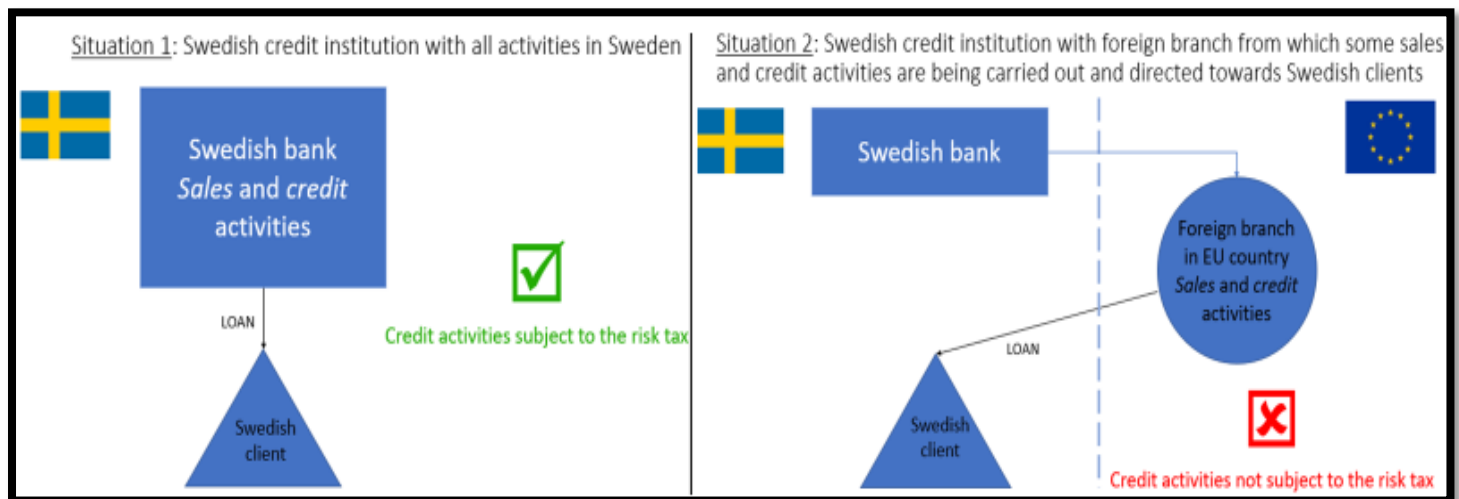 Situation 1: Swedish credit institution with all activities in Sweden
Swedish bank
Sales and credit
activities
LOAN
Credit activities subject to the risk tax
Swedish
client
Situation 2: Swedish credit institution with foreign branch from which some sales
and credit activities are being carried out and directed towards Swedish clients
Swedish bank
Foreign branch
in EU country
Sales and credit
activities
LOAN
Swedish
client
Credit activities not subject to the risk tax